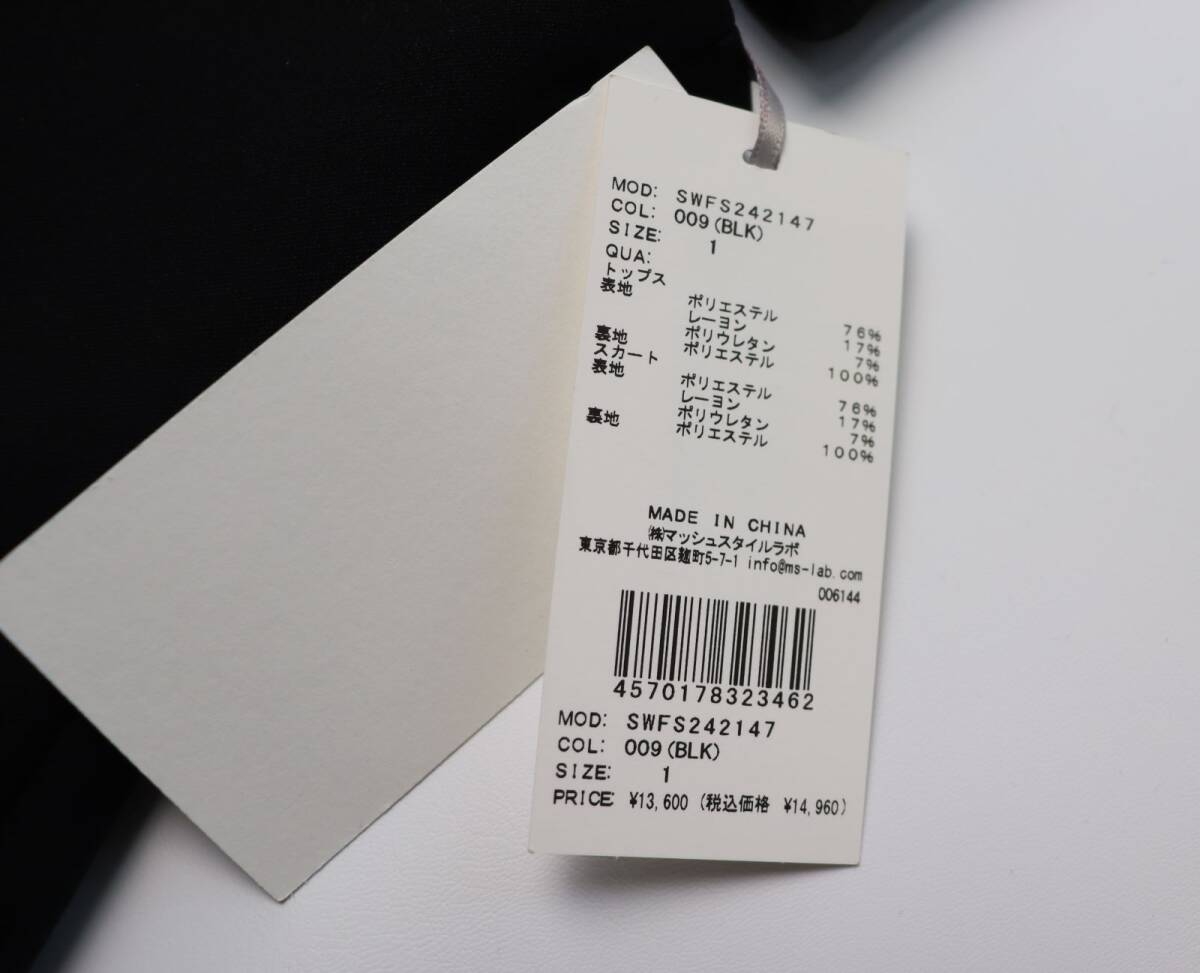 MOD: SWFS242147
COL: 009(BLK)
SIZE: 1
QUA:
トップス
表地 ポリエステル 76%
レーヨン 17%
ポリウレタン 7%
裏地 ポリエステル 100%
スカート
表地 ポリエステル 76%
レーヨン 17%
ポリウレタン 7%
裏地 ポリエステル 100%
MADE IN CHINA
㈱マッシュスタイルラボ
東京都千代田区麹町5-7-1 info@ms-lab.com
006144
4570178323462
MOD: SWFS242147
COL: 009(BLK)
SIZE: 1
PRICE: ¥13,600 (税込価格 ¥14,960)